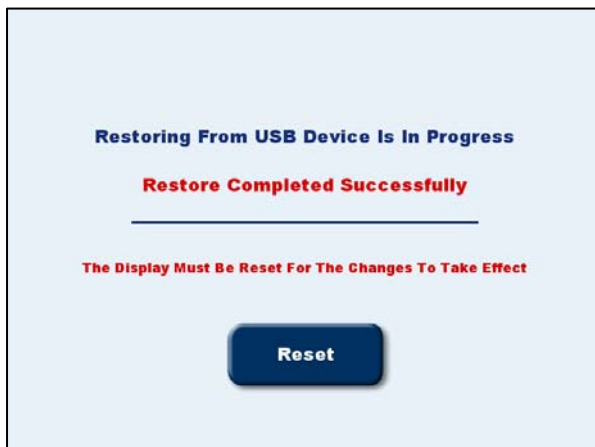 Restoring From USB Device Is In Progress
Restore Completed Successfully
The Display Must Be Reset For The Changes To Take Effect
Reset